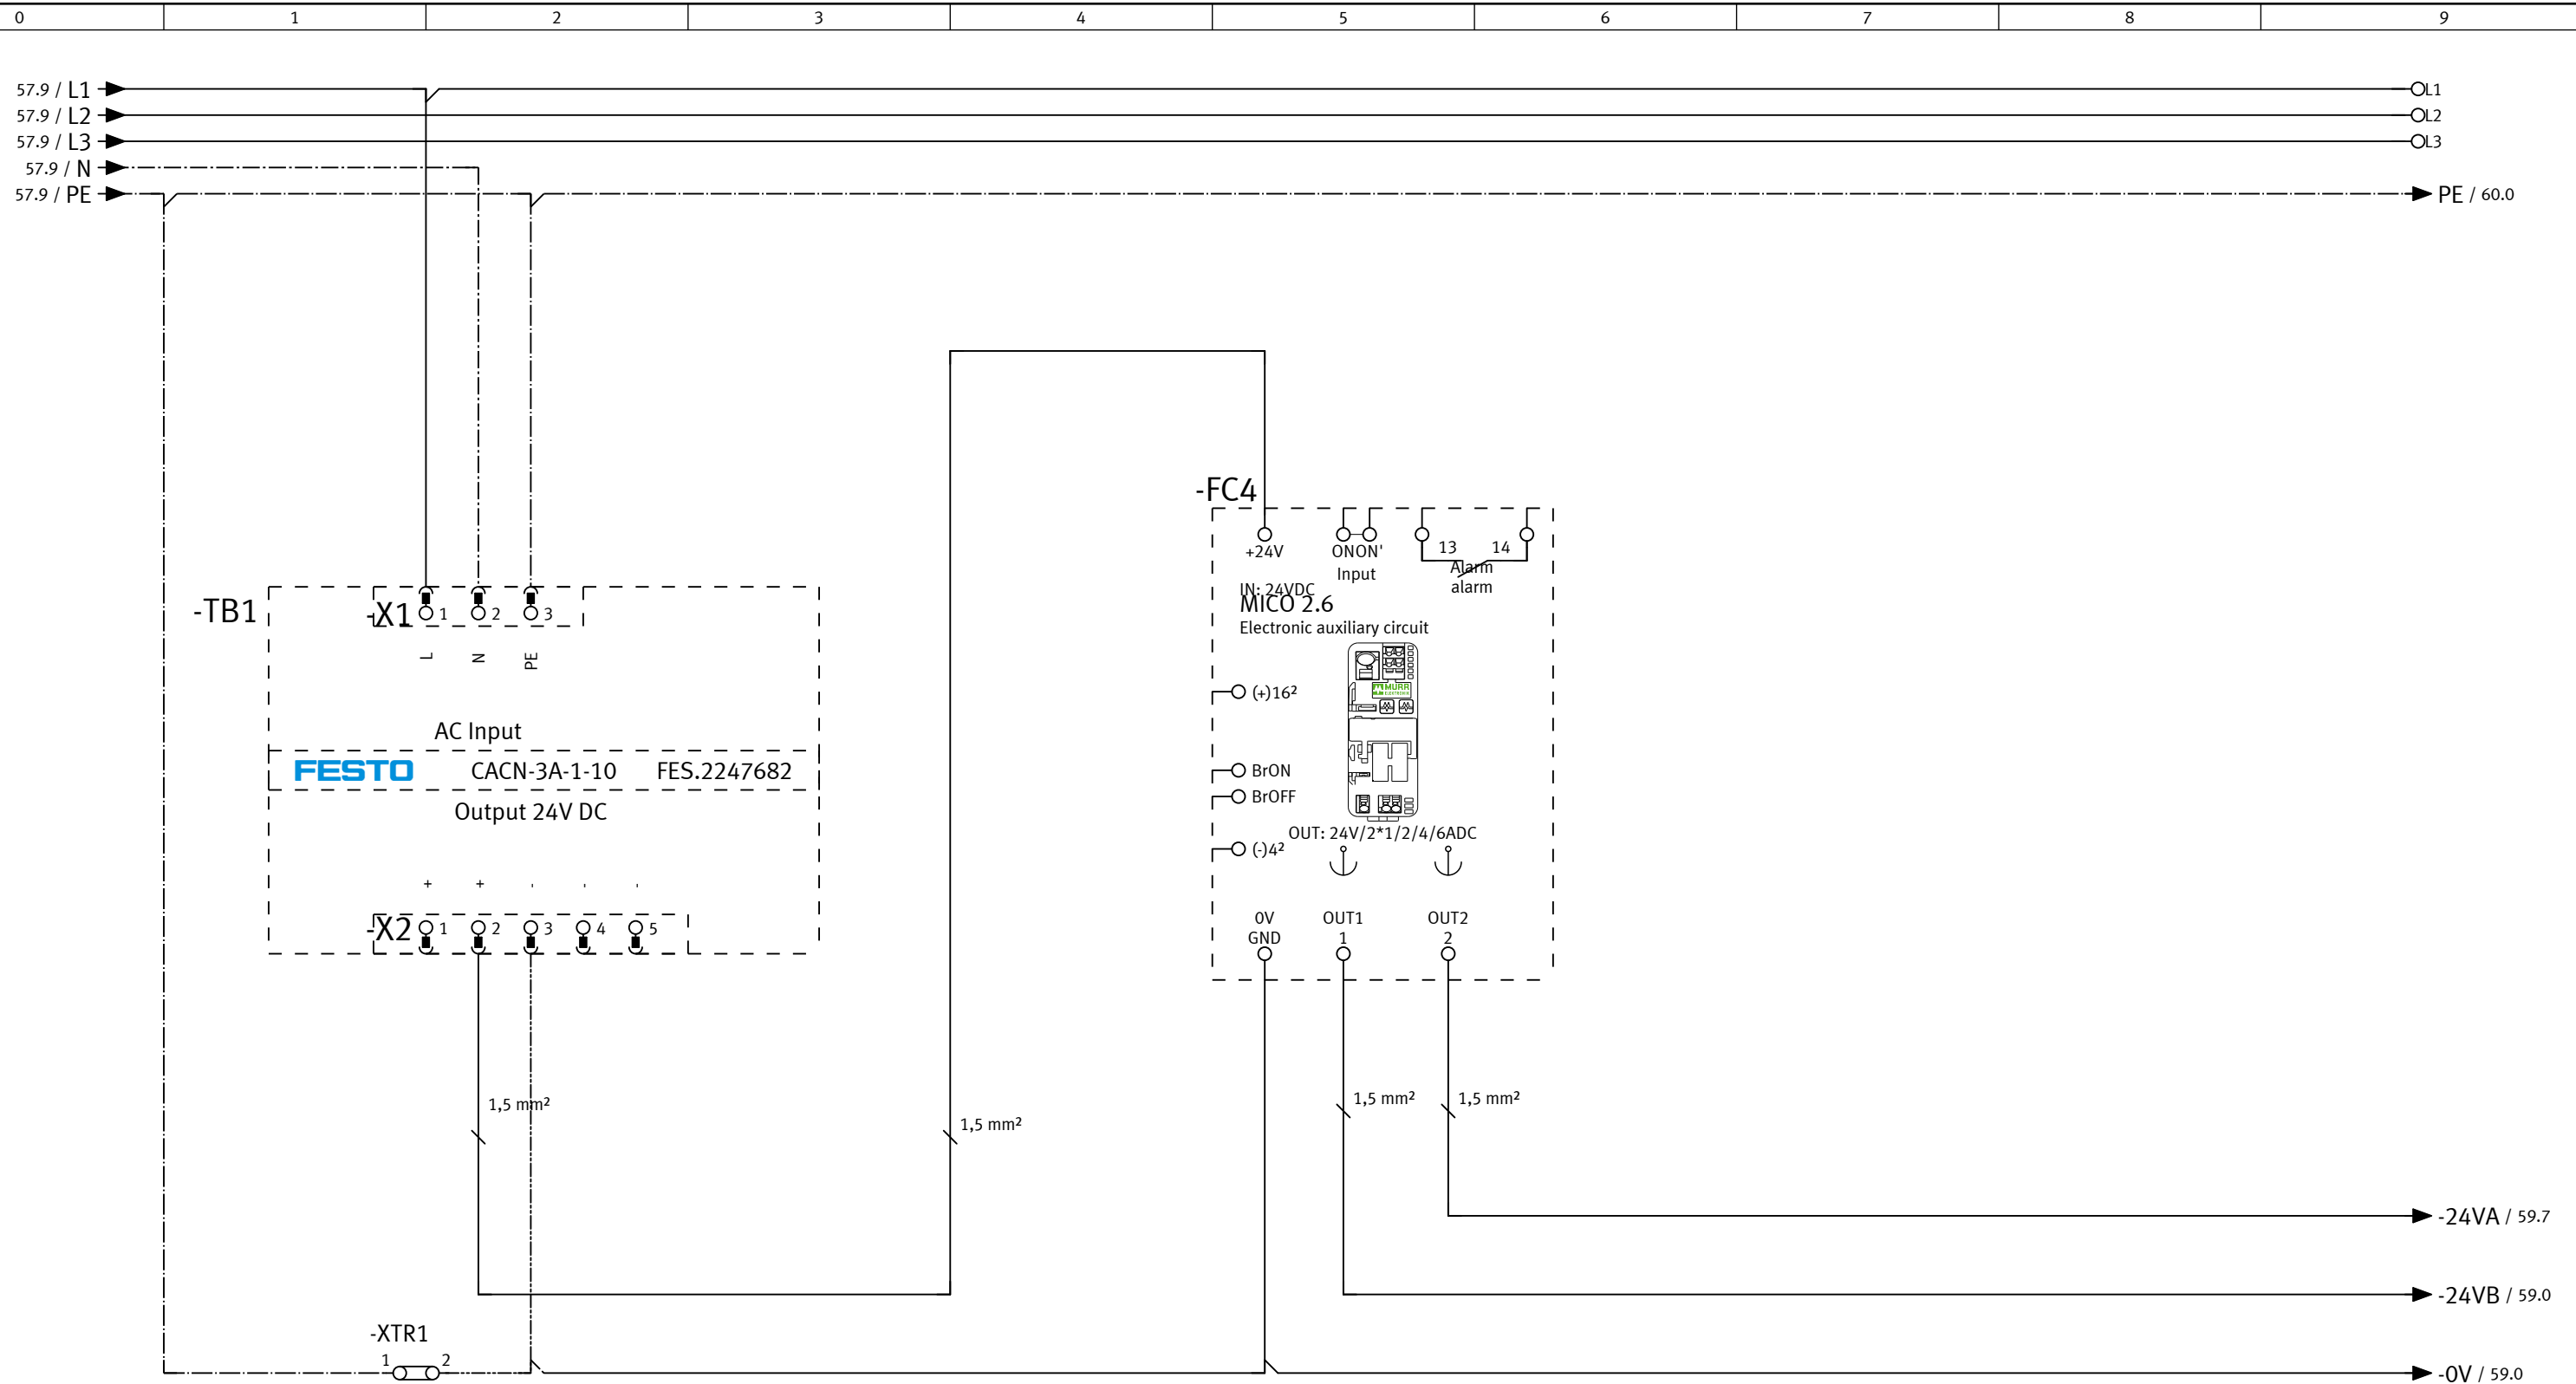 0 1 2 3 4 5 6 7 8 9
57.9 / L1 L1
57.9 / L2 L2
57.9 / L3 L3
57.9 / N
57.9 / PE PE / 60.0
-FC4
+24V ONON' 13 14
Input Alarm
alarm
IN: 24VDC
MICO 2.6
Electronic auxiliary circuit
-TB1 -X1 1 2 3
L N PE
MURR
ELEKTRONIK
(+)16²
AC Input
FESTO CACN-3A-1-10 FES.2247682
BrON
BrOFF
Output 24V DC
OUT: 24V/2*1/2/4/6ADC
(-)4²
+ + - - -
-X2 1 2 3 4 5
0V OUT1 OUT2
GND 1 2
1,5 mm² 1,5 mm² 1,5 mm² 1,5 mm²
-24VA / 59.7
-24VB / 59.0
-XTR1
1 2
-0V / 59.0